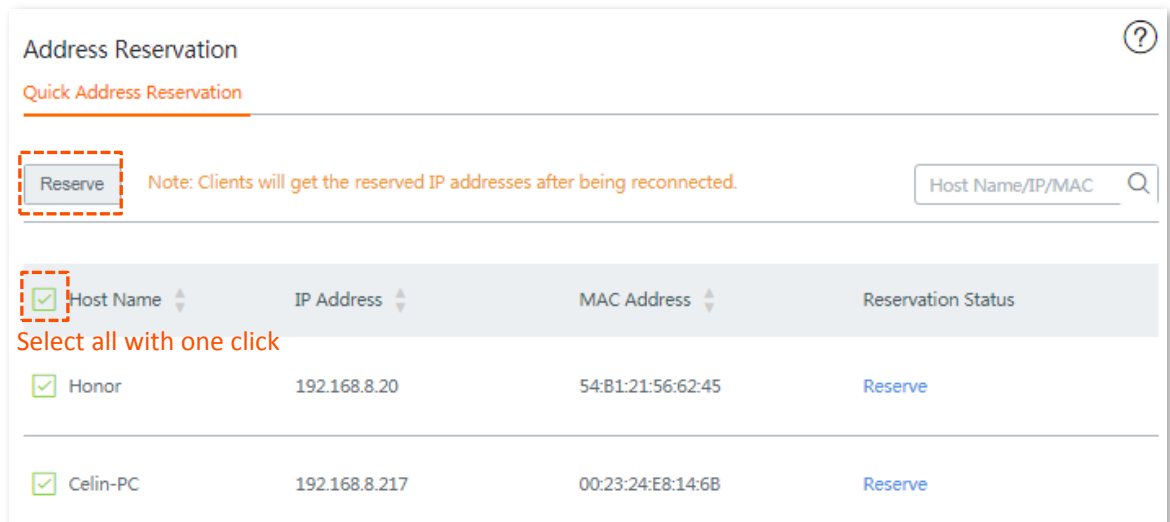 Address Reservation
?
Quick Address Reservation
Reserve Note: Clients will get the reserved IP addresses after being reconnected. Host Name/IP/MAC
Host Name IP Address MAC Address Reservation Status
Select all with one click
Honor 192.168.8.20 54:B1:21:56:62:45 Reserve
Celin-PC 192.168.8.217 00:23:24:E8:14:6B Reserve